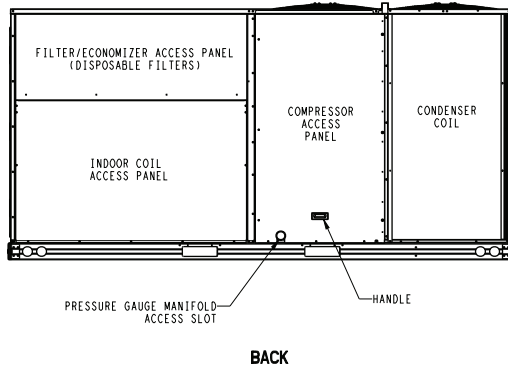 FILTER/ECONOMIZER ACCESS PANEL
(DISPOSABLE FILTERS)
COMPRESSOR
ACCESS
PANEL
CONDENSER
COIL
INDOOR COIL
ACCESS PANEL
PRESSURE GAUGE MANIFOLD
ACCESS SLOT
HANDLE
BACK